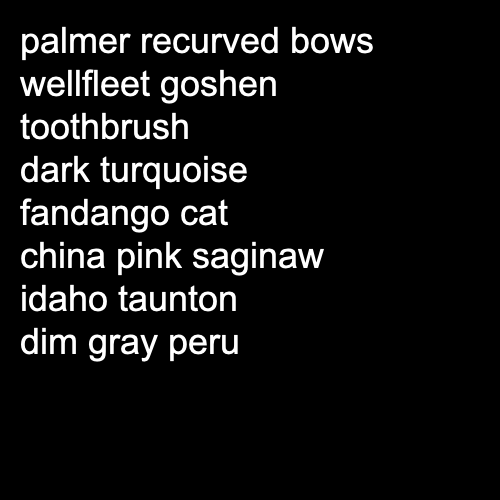 palmer recurved bows
wellfleet goshen
toothbrush
dark turquoise
fandango cat
china pink saginaw
idaho taunton
dim gray peru